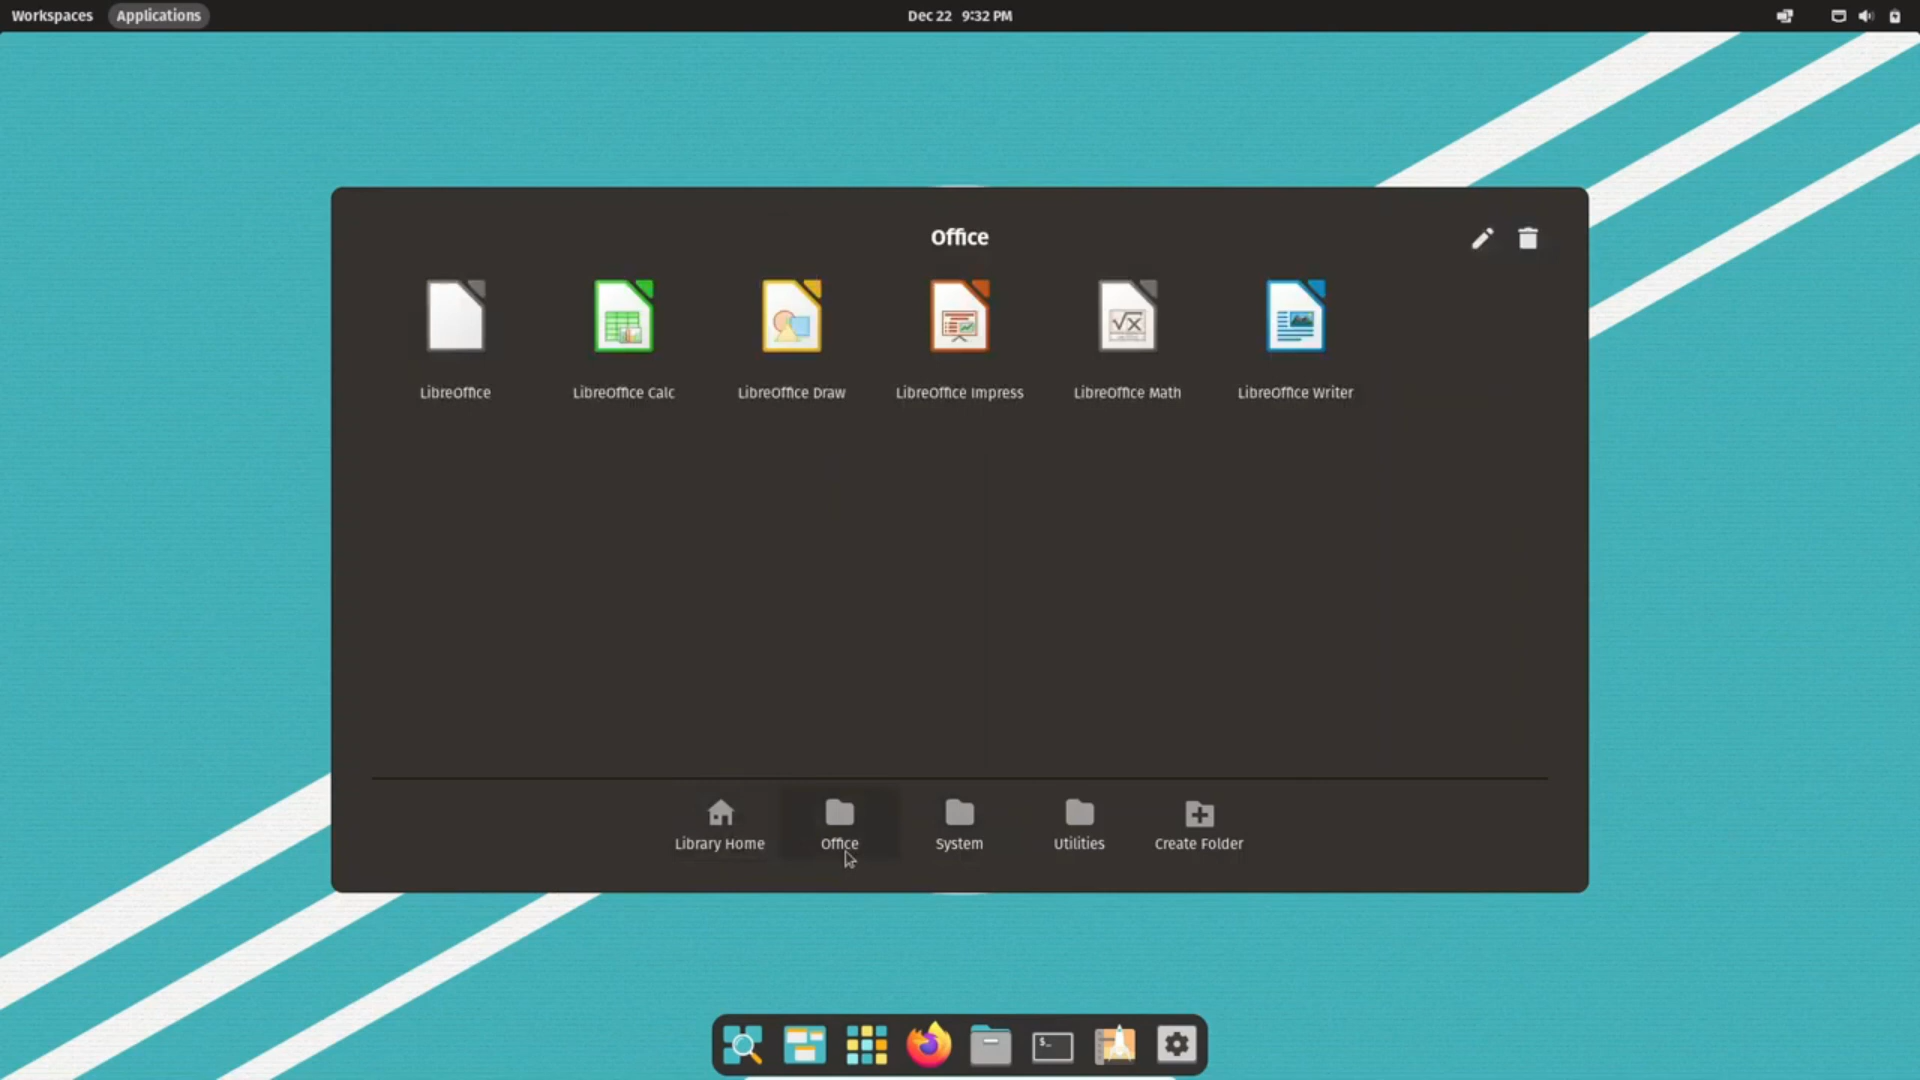 Workspaces Applications Dec 22 9:32 PM
Office
LibreOffice LibreOffice Calc LibreOffice Draw LibreOffice Impress LibreOffice Math LibreOffice Writer
√x
Library Home Office System Utilities Create Folder
$_